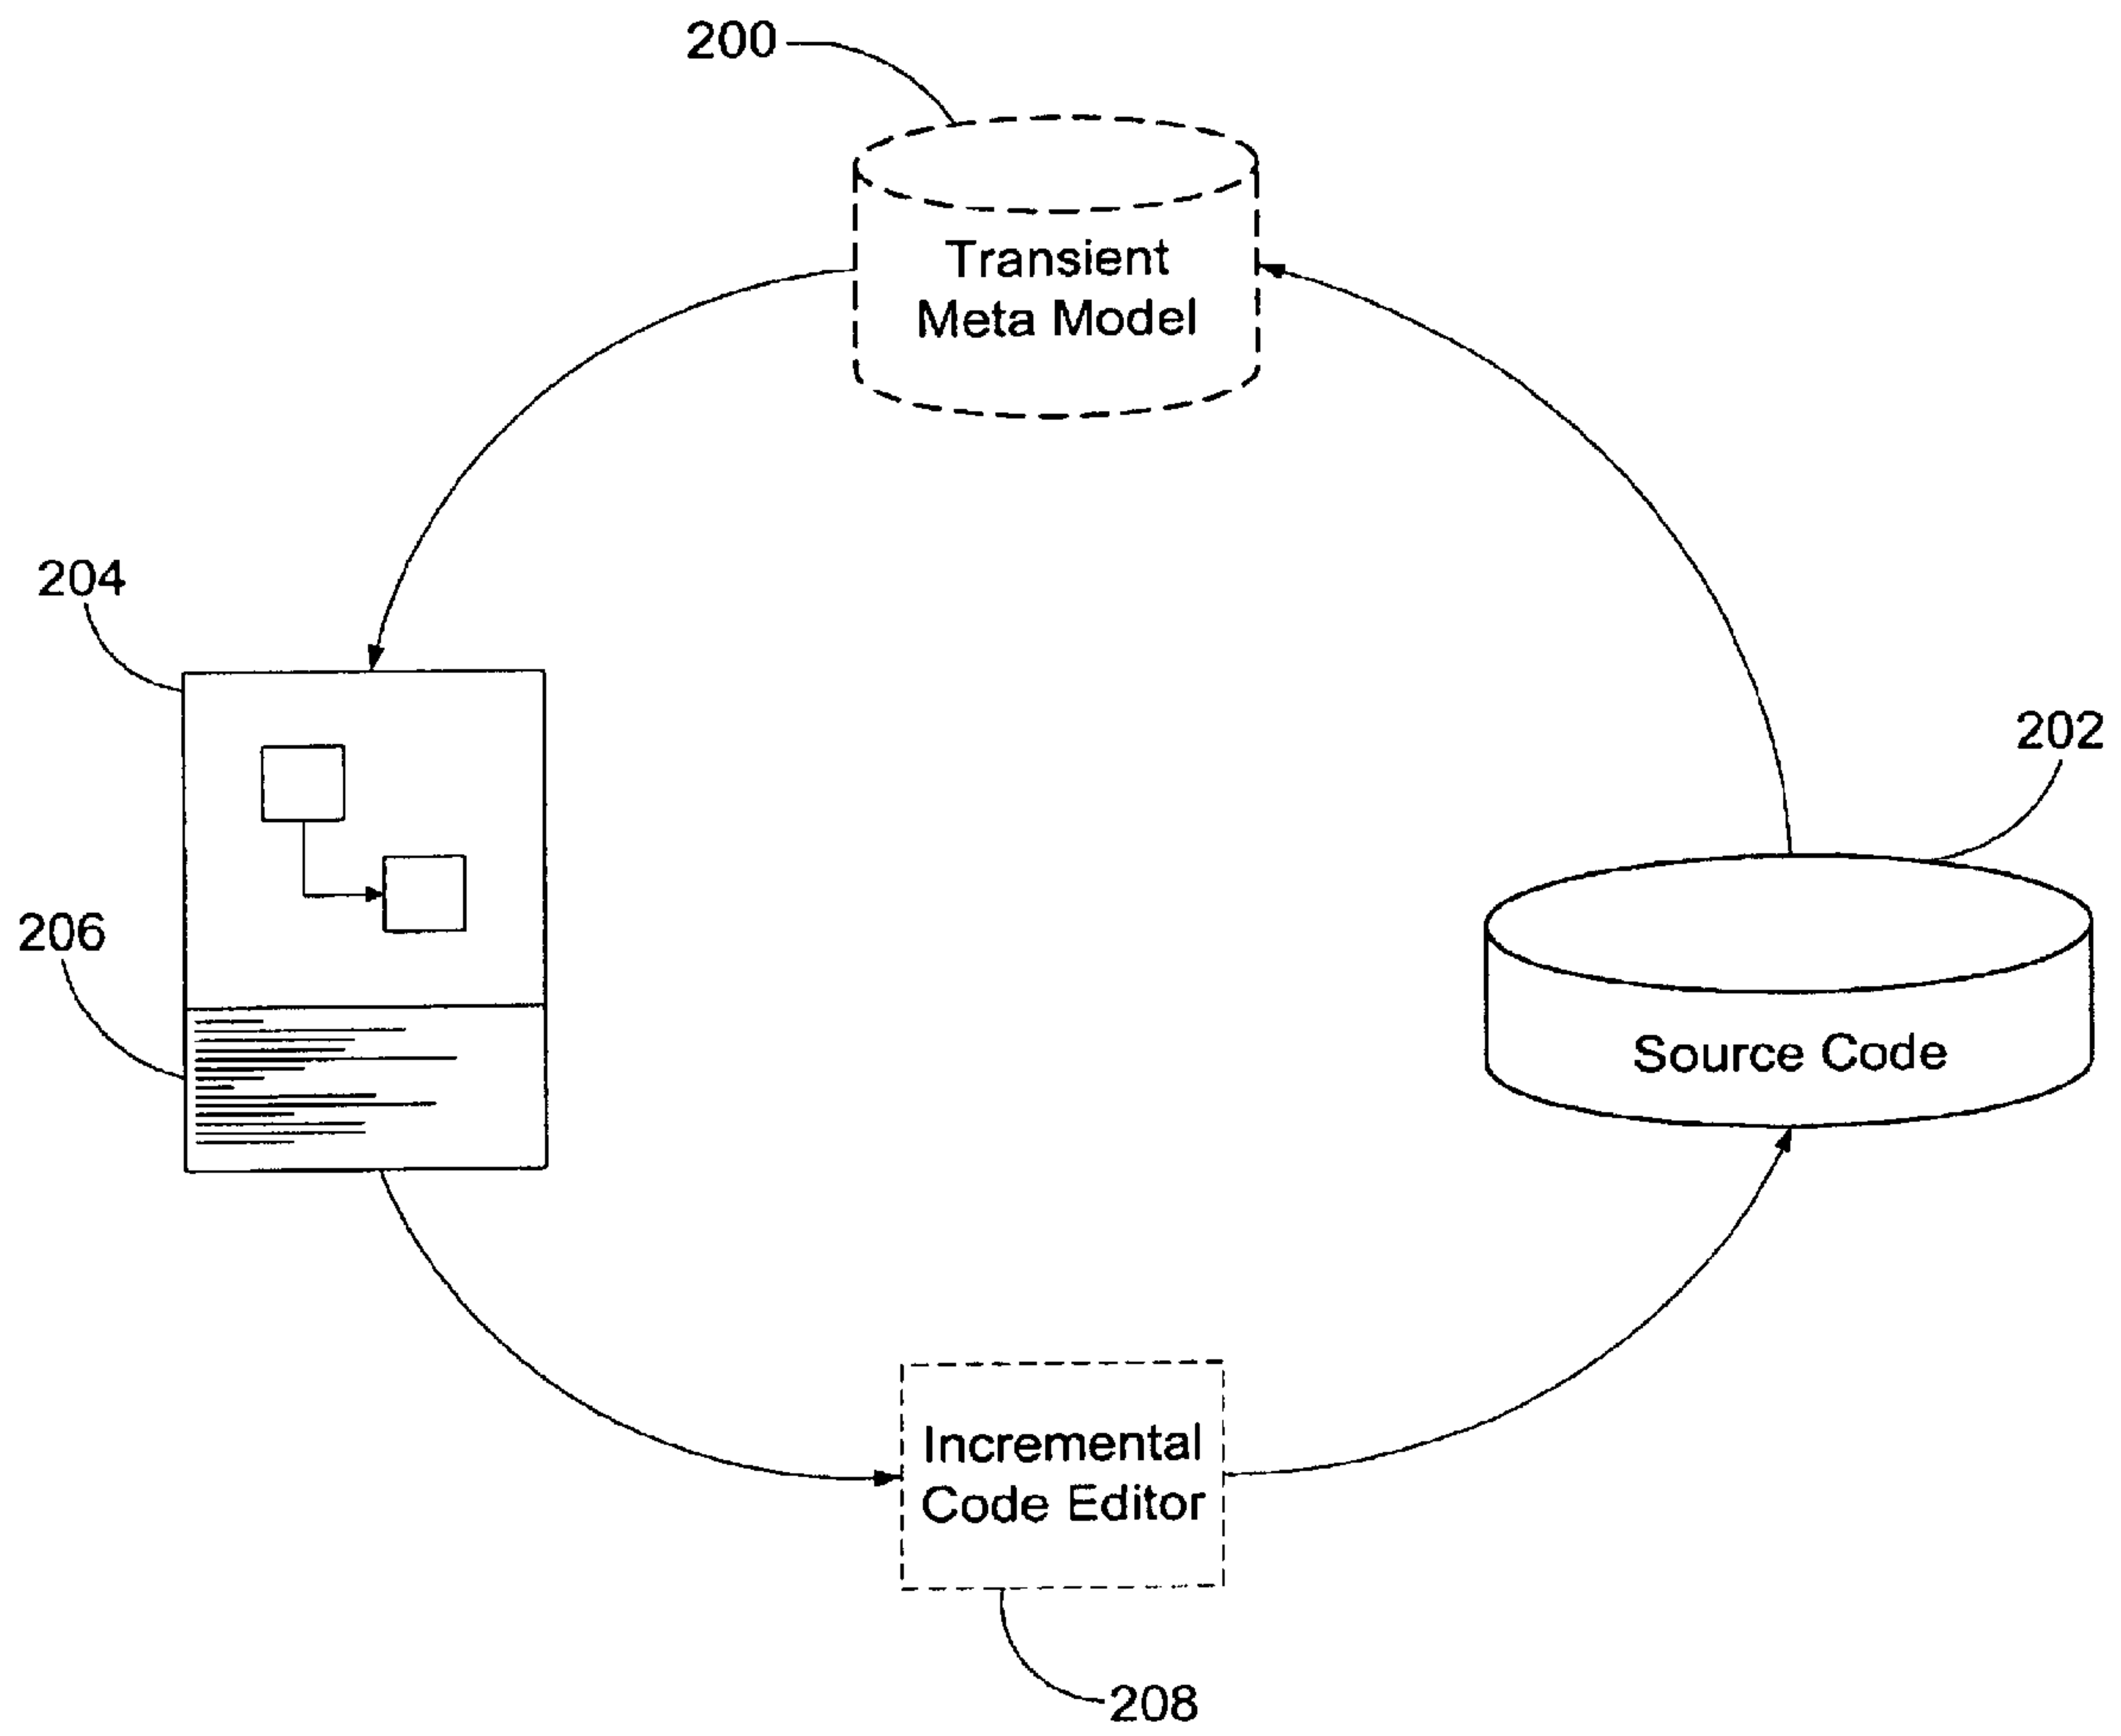 200
Transient
Meta Model
204
202
206
Source Code
Incremental
Code Editor
208